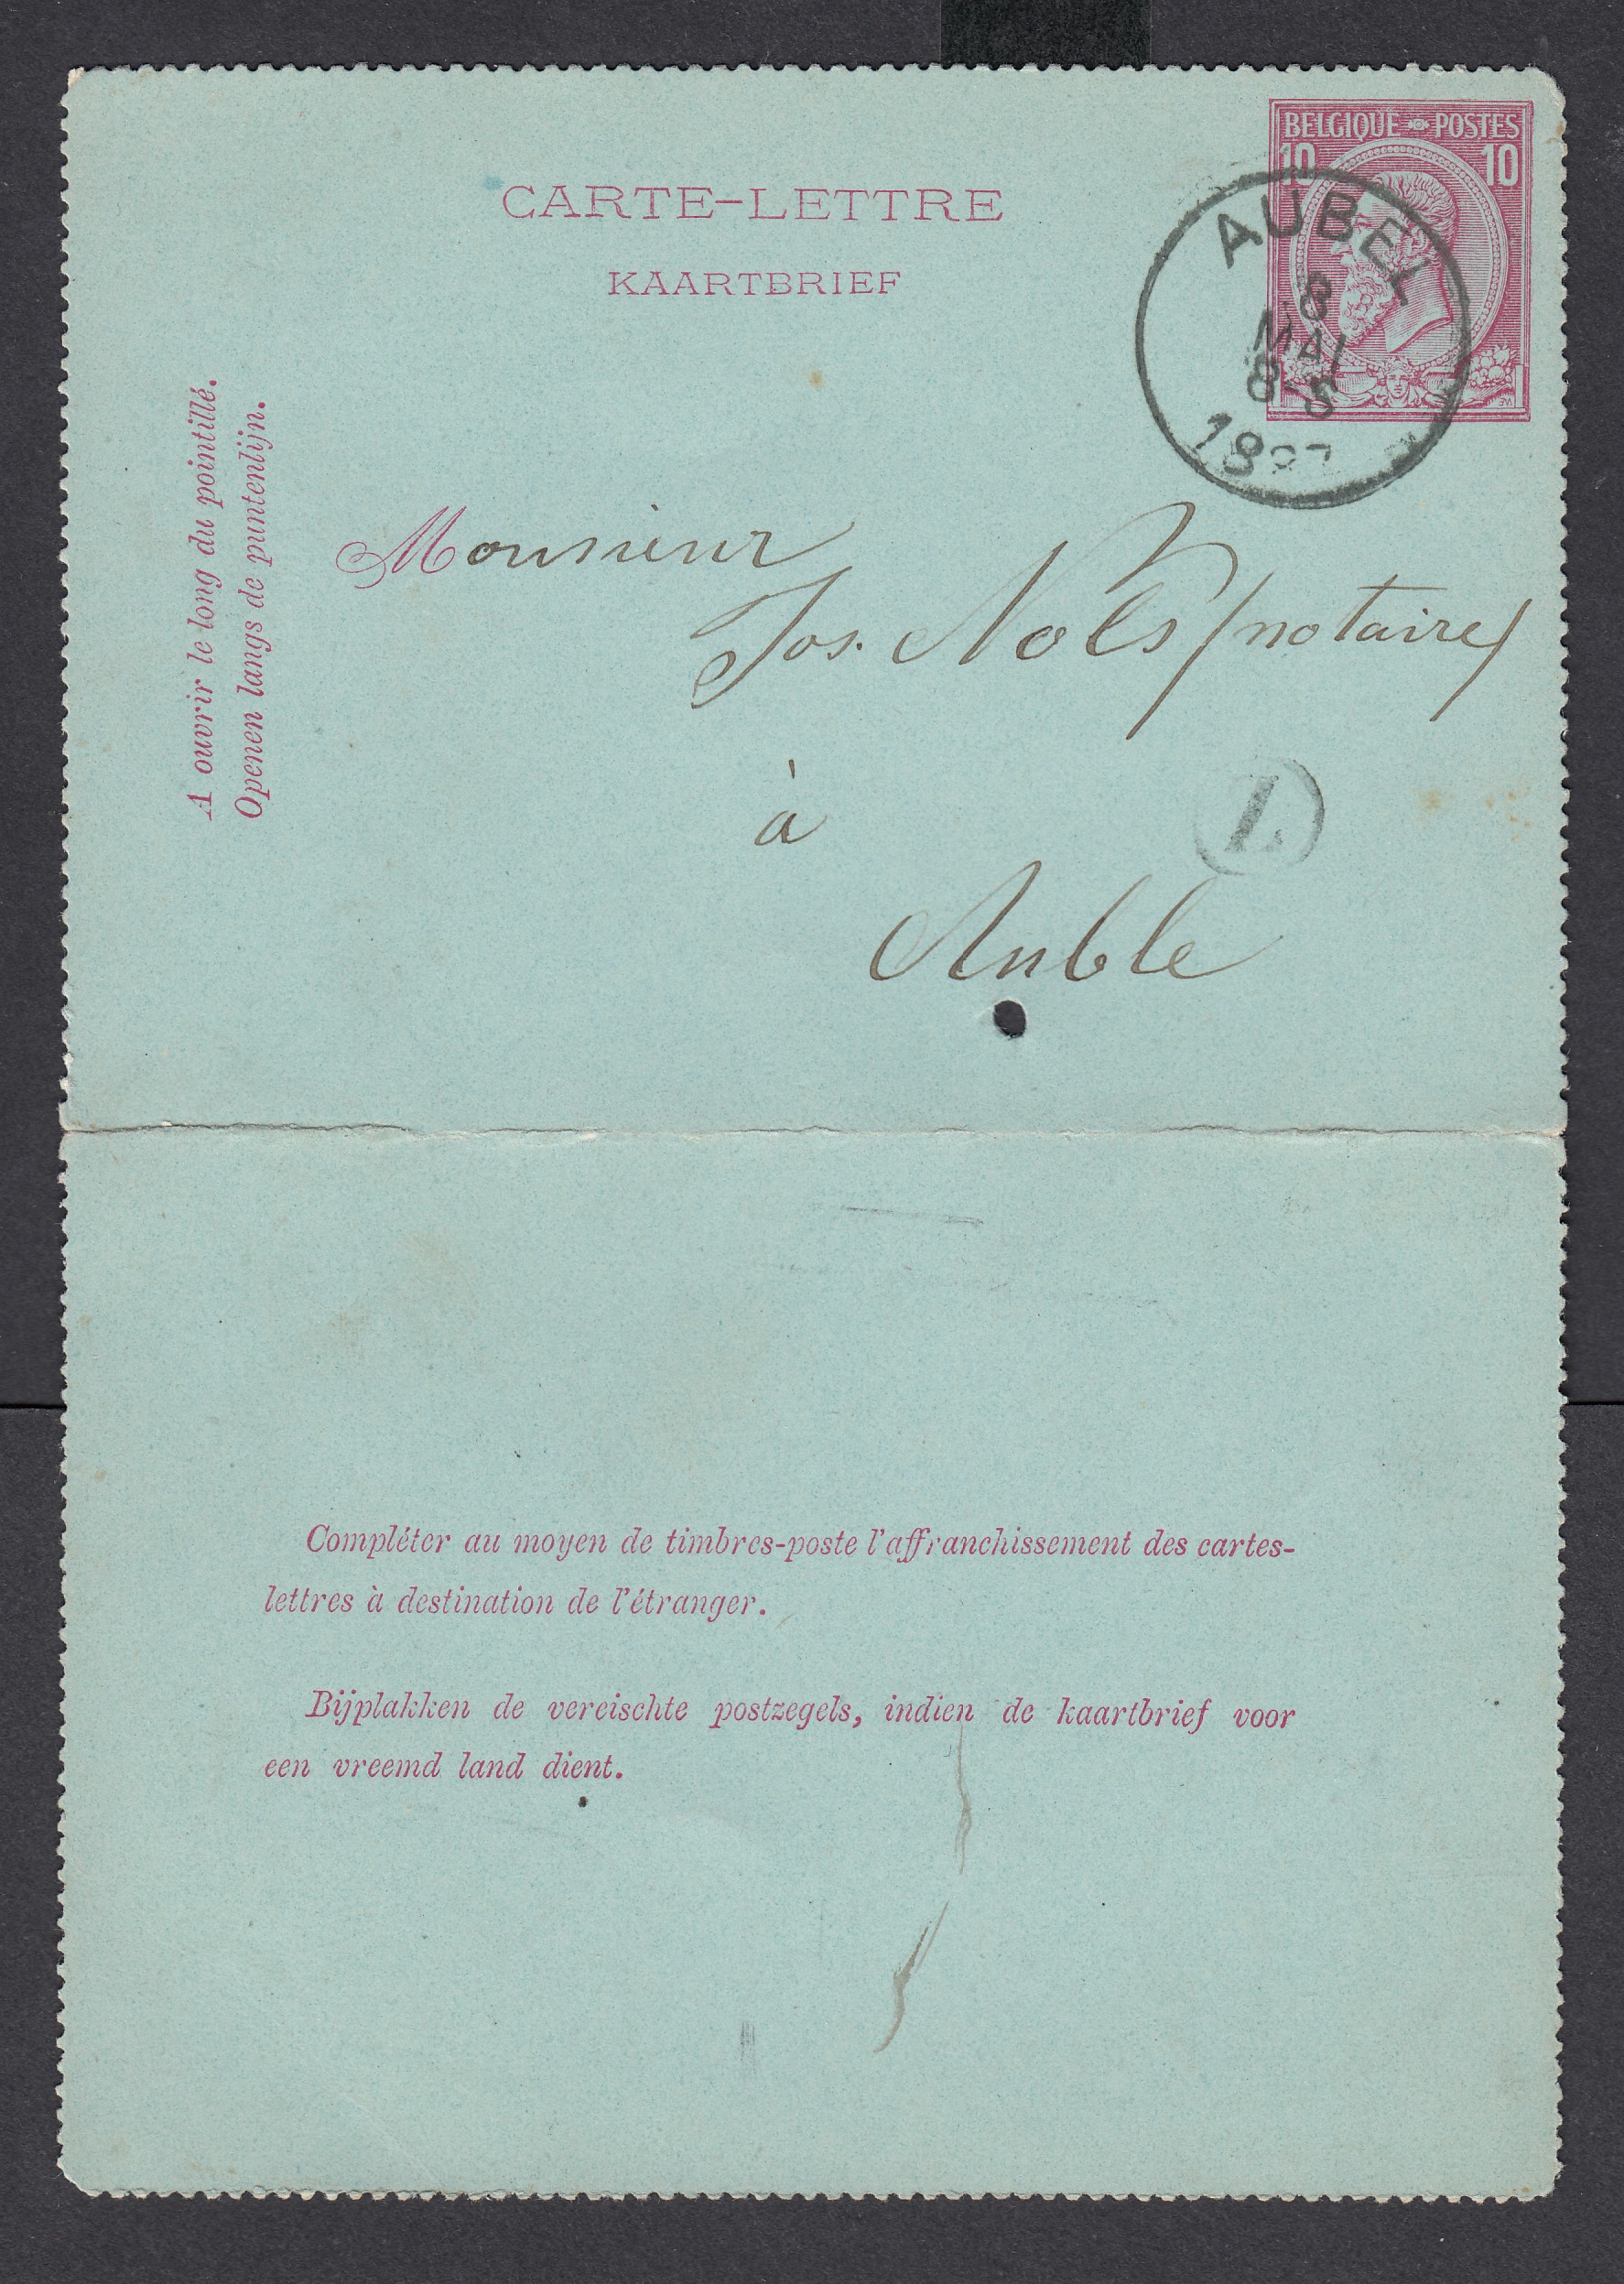 BELGIQUE POSTES
10 10
CARTE-LETTRE
KAARTBRIEF
AUBEL
8
MAI
8-S
A ouvrir le long du pointillé.
Openen langs de puntenlijn.
Monsieur
Jos. Nols (notaire)
à
Auble
Compléter au moyen de timbres-poste l'affranchissement des cartes-
lettres à destination de l'étranger.
Bijplakken de vereischte postzegels, indien de kaartbrief voor
een vreemd land dient.